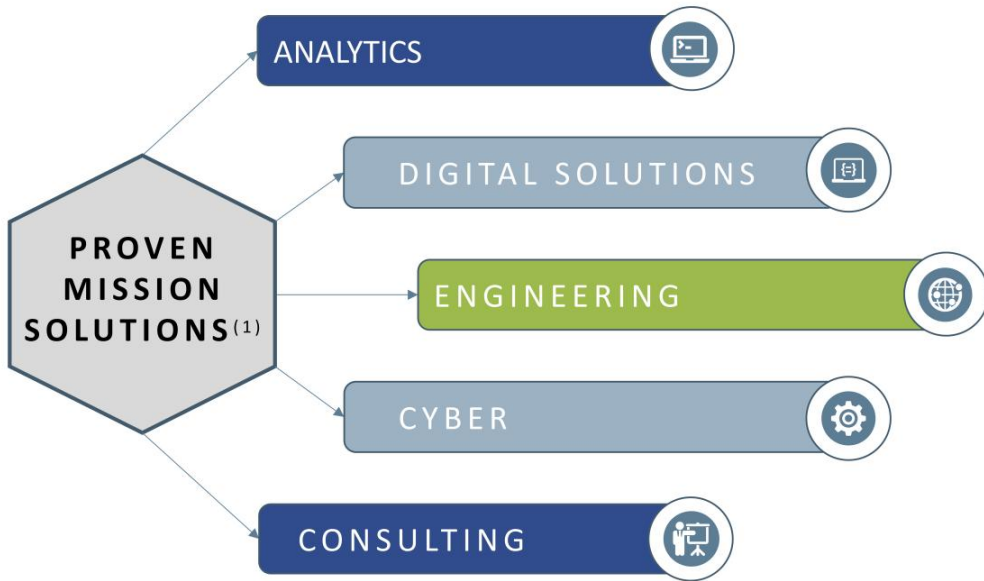 ANALYTICS
DIGITAL SOLUTIONS
PROVEN
MISSION
SOLUTIONS(1)
ENGINEERING
CYBER
CONSULTING